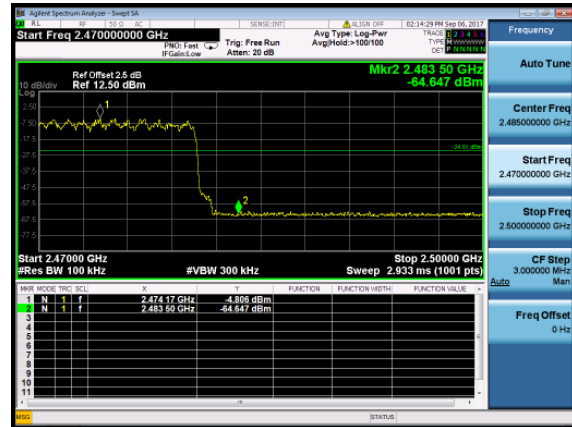 Agilent Spectrum Analyzer - Swept SA
RL RF 50 Ω AC SENSE:INT ALIGN OFF 02:14:29 PM Sep 06, 2017
Start Freq 2.470000000 GHz
PNO: Fast
IFGain:Low
Trig: Free Run
Atten: 20 dB
Avg Type: Log-Pwr
Avg|Hold:>100/100
TRACE 1 2 3 4 5 6
TYPE M W W W W W
DET P N N N N N
Frequency
Auto Tune
Center Freq
2.485000000 GHz
Start Freq
2.470000000 GHz
Stop Freq
2.500000000 GHz
CF Step
3.000000 MHz
Auto Man
Freq Offset
0 Hz
Mkr2 2.483 50 GHz
-64.647 dBm
Ref Offset 2.5 dB
Ref 12.50 dBm
10 dB/div
Log
2.50
-7.50
-17.5
-27.5
-37.5
-47.5
-57.5
-67.5
-77.5
1
2
-24.81 dBm
Start 2.47000 GHz
Stop 2.50000 GHz
#Res BW 100 kHz
#VBW 300 kHz
Sweep 2.933 ms (1001 pts)
MKR MODE TRC SCL X Y FUNCTION FUNCTION WIDTH FUNCTION VALUE
1 N 1 f 2.474 17 GHz -4.806 dBm
2 N 1 f 2.483 50 GHz -64.647 dBm
3
4
5
6
7
8
9
10
11
MSG
STATUS